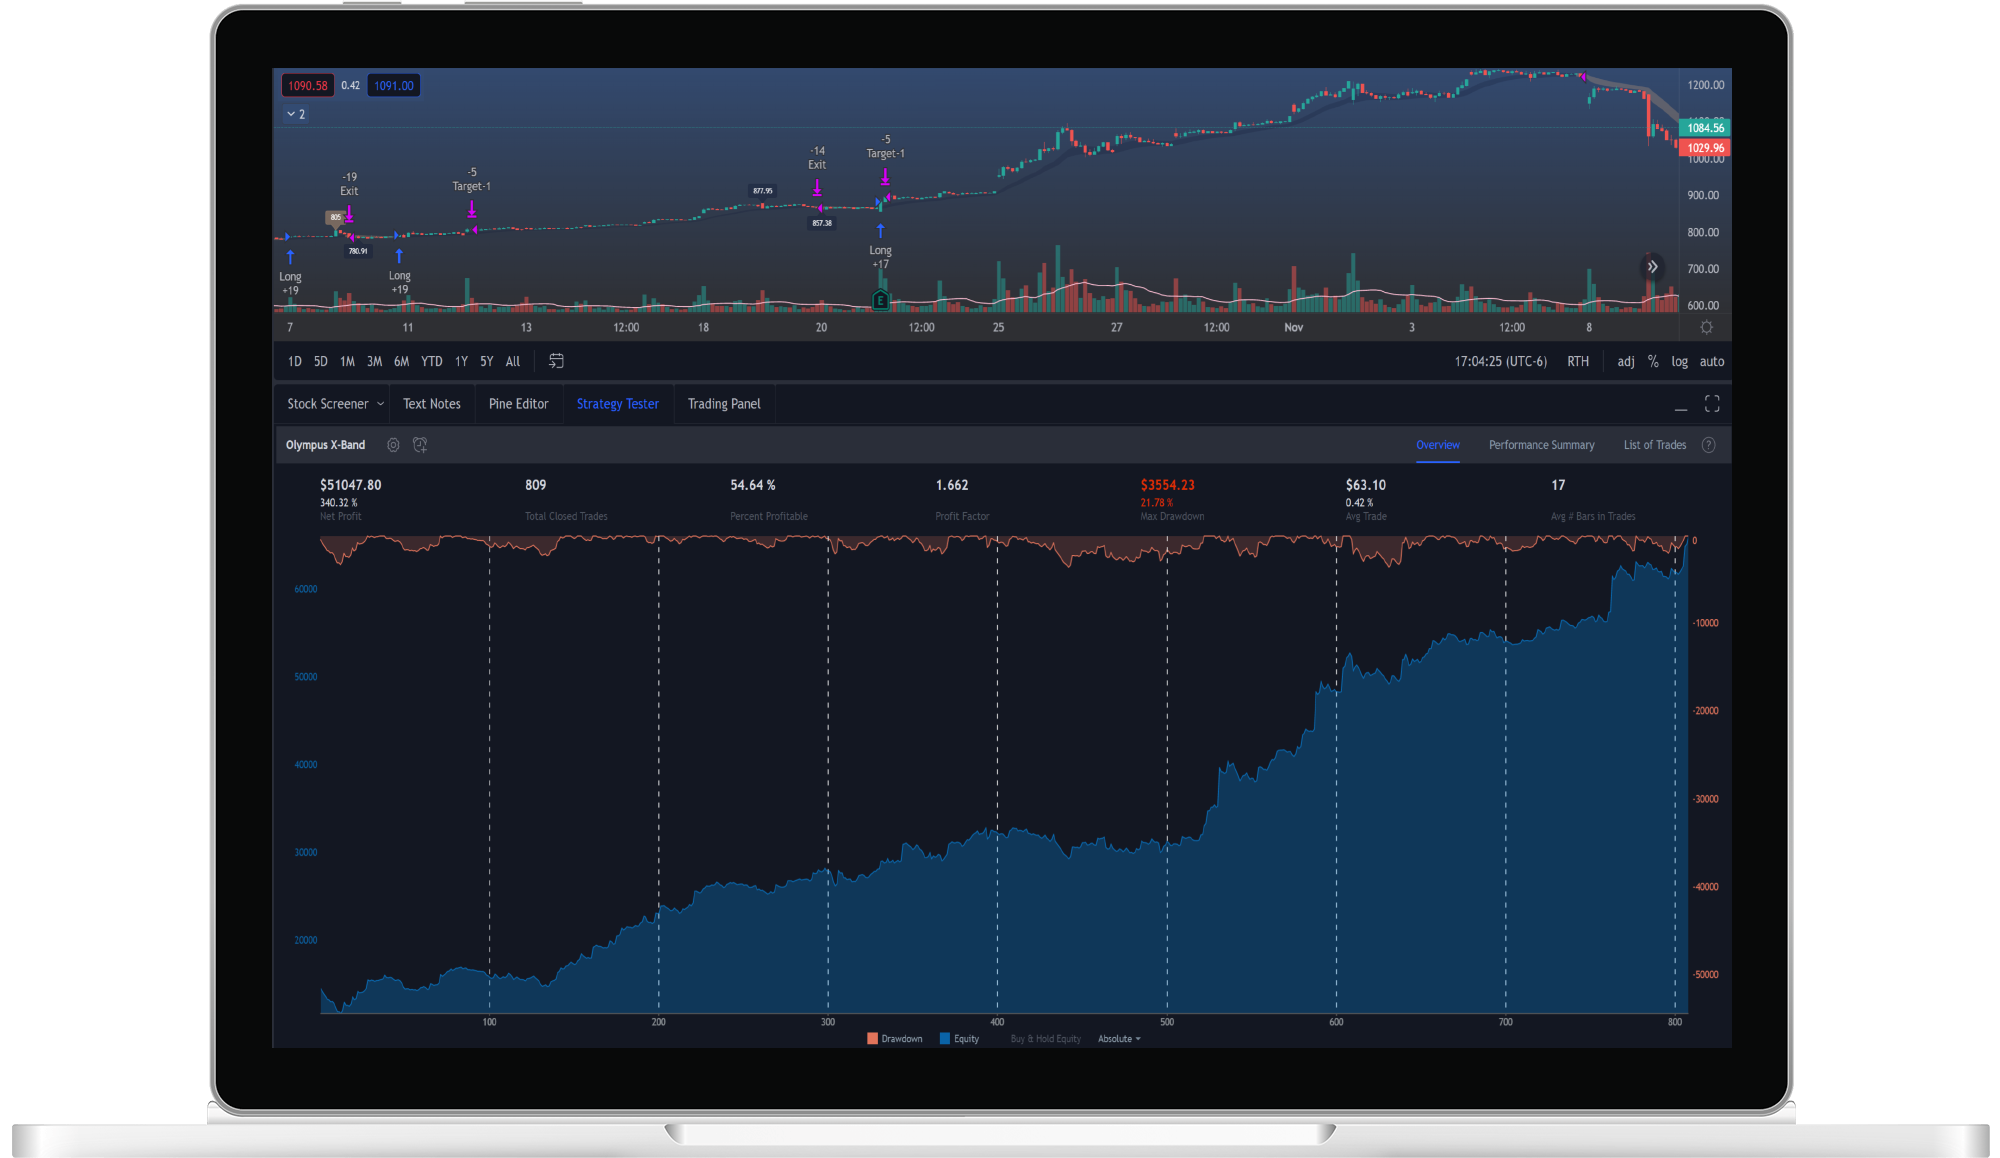 1090.58 0.42 1091.00
2
1200.00
1084.56
1029.96
1000.00
900.00
800.00
700.00
600.00
-19
Exit
805
780.91
Long
+19
Long
+19
-5
Target-1
877.95
-14
Exit
857.38
-5
Target-1
Long
+17
E
7 11 13 12:00 18 20 12:00 25 27 12:00 Nov 3 12:00 8
1D 5D 1M 3M 6M YTD 1Y 5Y All 17:04:25 (UTC-6) RTH adj % log auto
Stock Screener Text Notes Pine Editor Strategy Tester Trading Panel
Olympus X-Band Overview Performance Summary List of Trades ?
$51047.80 809 54.64 % 1.662 $3554.23 $63.10 17
340.32 % 21.78 % 0.42 %
Net Profit Total Closed Trades Percent Profitable Profit Factor Max Drawdown Avg Trade Avg # Bars in Trades
0
60000
-10000
50000
-20000
40000
-30000
30000
-40000
20000
-50000
100 200 300 400 500 600 700 800
Drawdown Equity Buy & Hold Equity Absolute